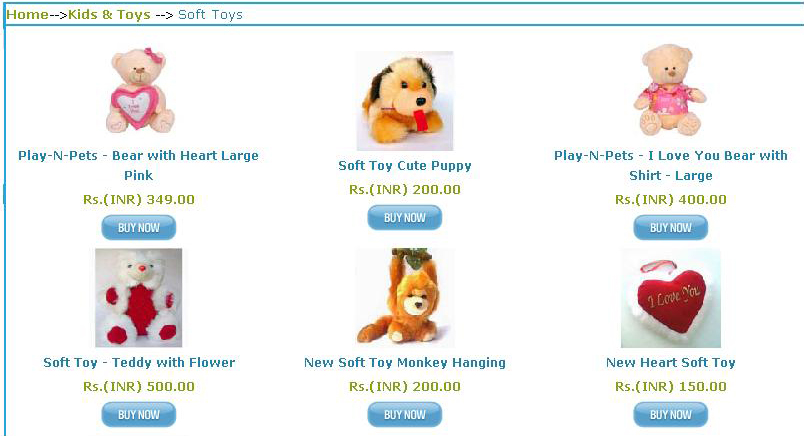 Home-->Kids & Toys --> Soft Toys
I Love You
Play-N-Pets - Bear with Heart Large
Pink
Rs.(INR) 349.00
BUY NOW
Soft Toy Cute Puppy
Rs.(INR) 200.00
BUY NOW
Play-N-Pets - I Love You Bear with
Shirt - Large
Rs.(INR) 400.00
BUY NOW
Soft Toy - Teddy with Flower
Rs.(INR) 500.00
BUY NOW
New Soft Toy Monkey Hanging
Rs.(INR) 200.00
BUY NOW
I Love You
New Heart Soft Toy
Rs.(INR) 150.00
BUY NOW